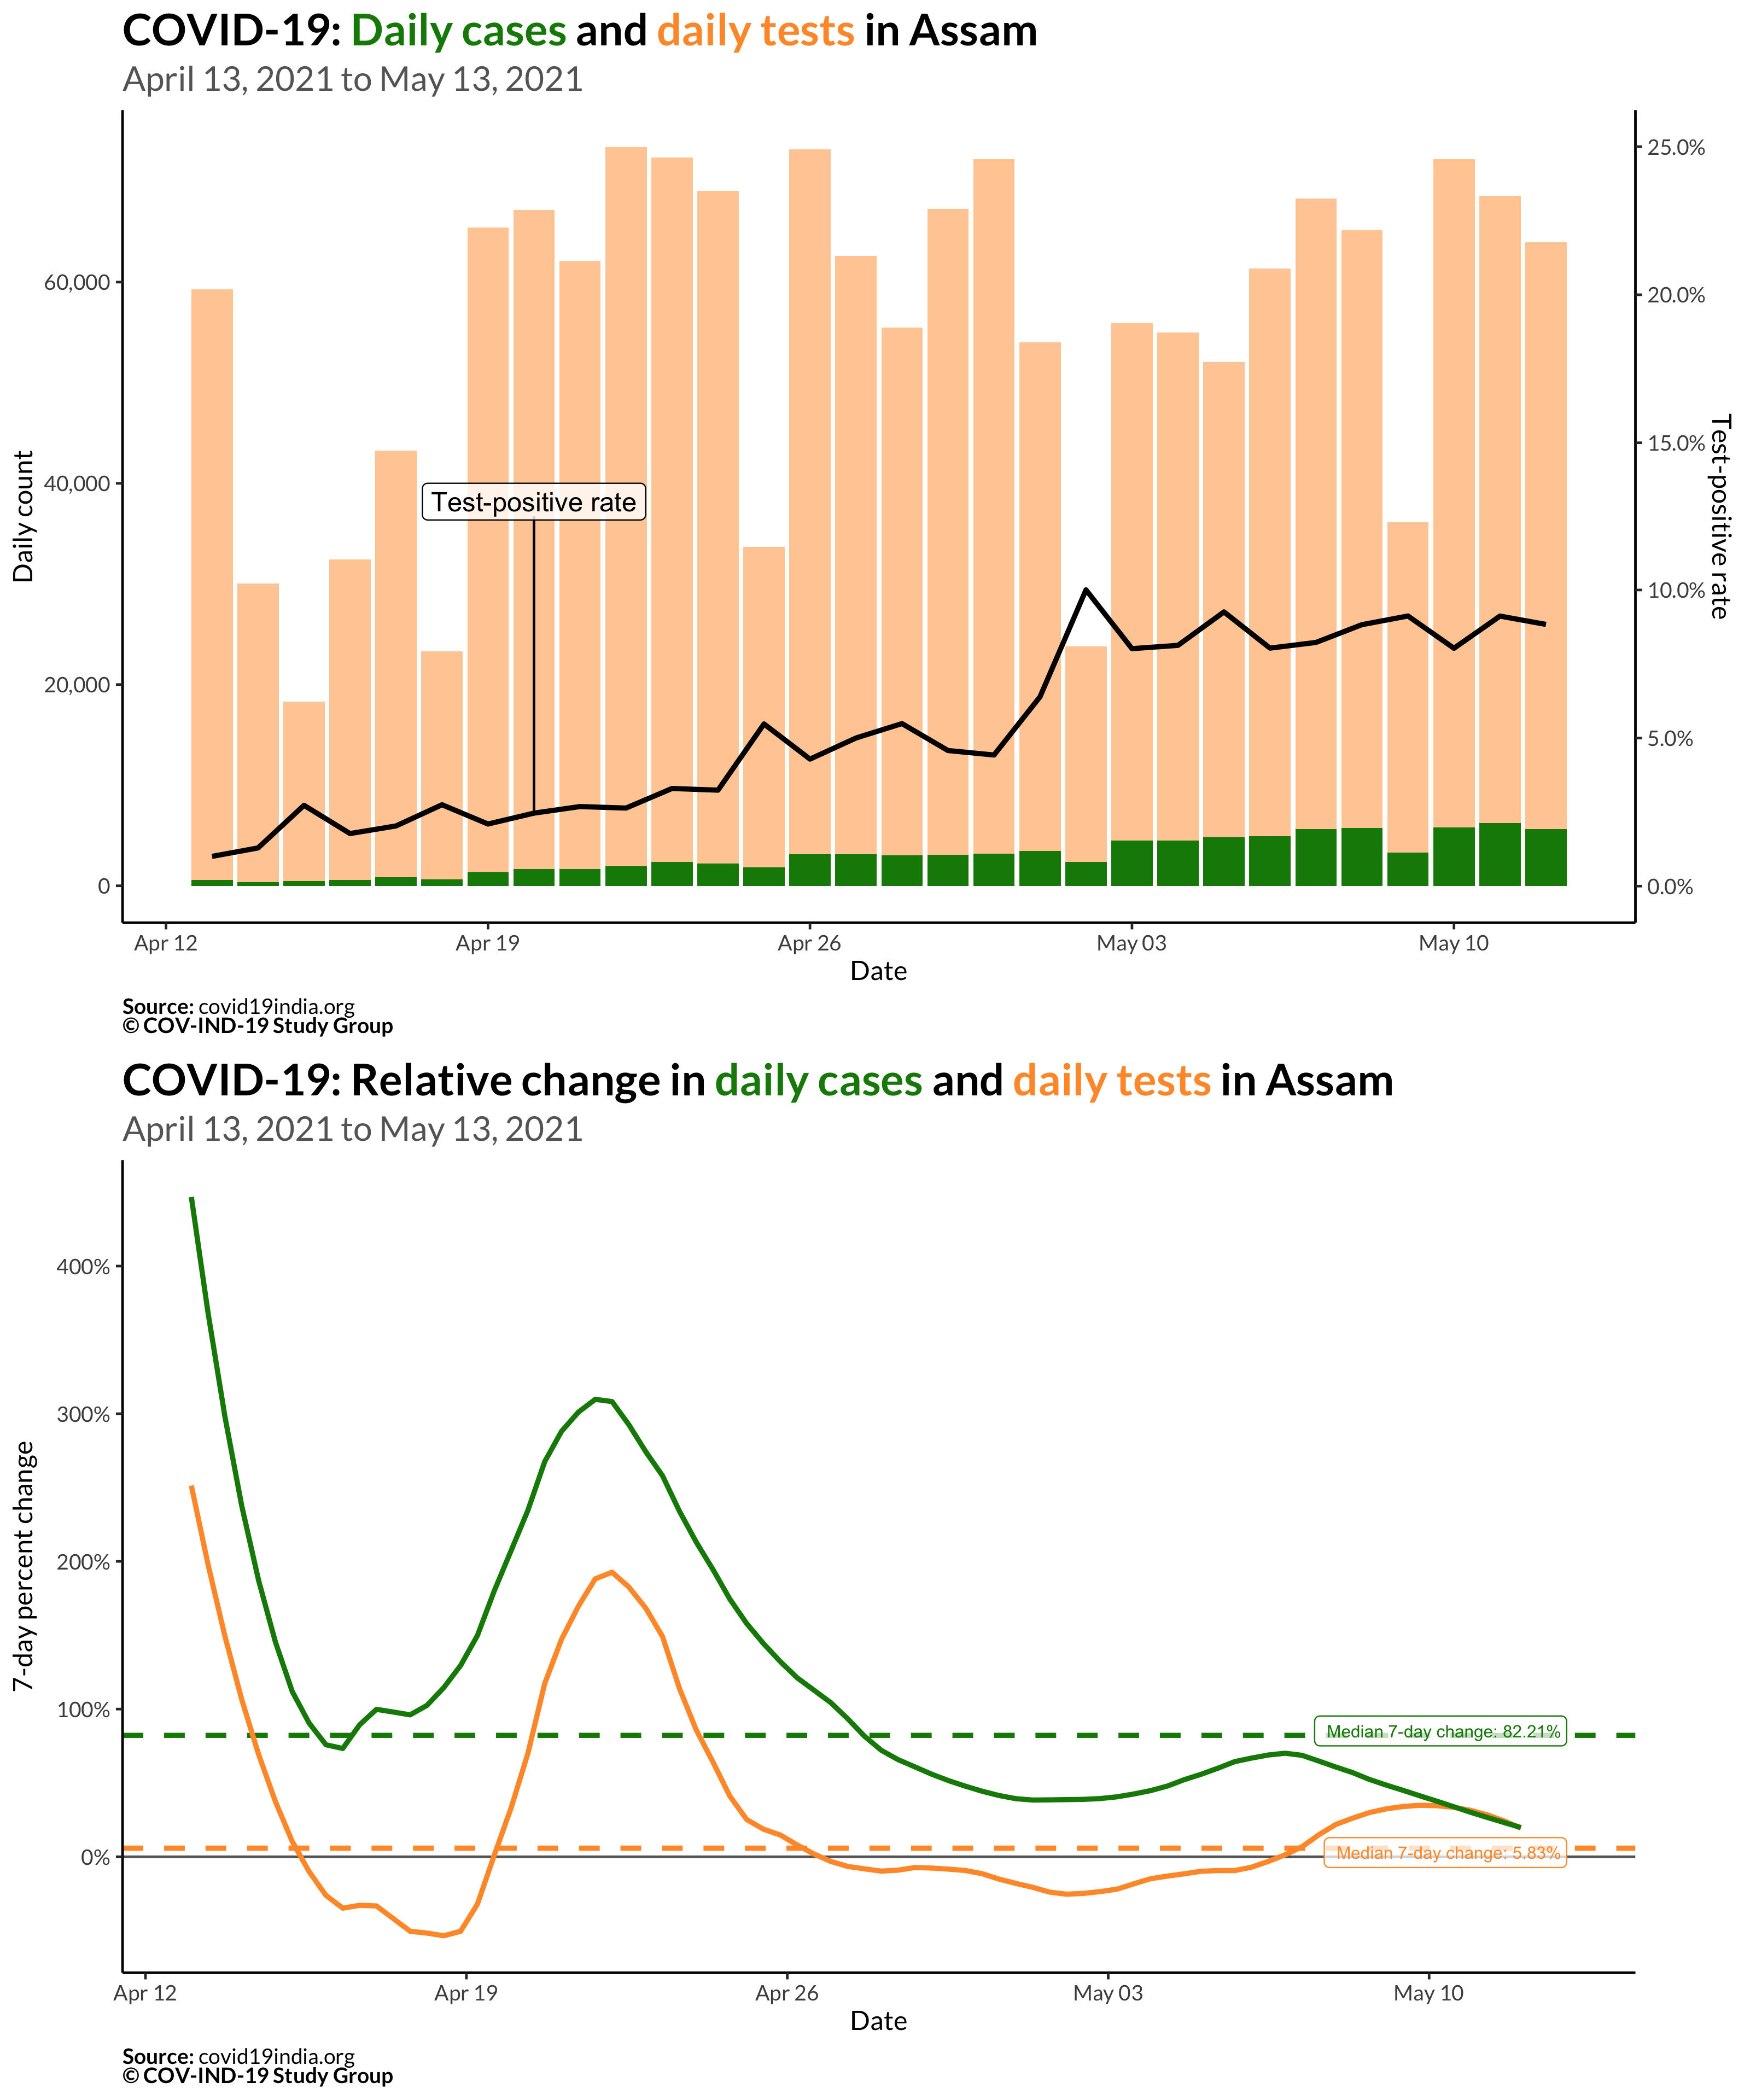 COVID-19: Daily cases and daily tests in Assam
April 13, 2021 to May 13, 2021
Daily count
60,000
40,000
20,000
0
Test-positive rate
25.0%
20.0%
15.0%
10.0%
5.0%
0.0%
Test-positive rate
Apr 12
Apr 19
Apr 26
May 03
May 10
Date
Source: covid19india.org
© COV-IND-19 Study Group
COVID-19: Relative change in daily cases and daily tests in Assam
April 13, 2021 to May 13, 2021
7-day percent change
400%
300%
200%
100%
0%
Median 7-day change: 82.21%
Median 7-day change: 5.83%
Apr 12
Apr 19
Apr 26
May 03
May 10
Date
Source: covid19india.org
© COV-IND-19 Study Group